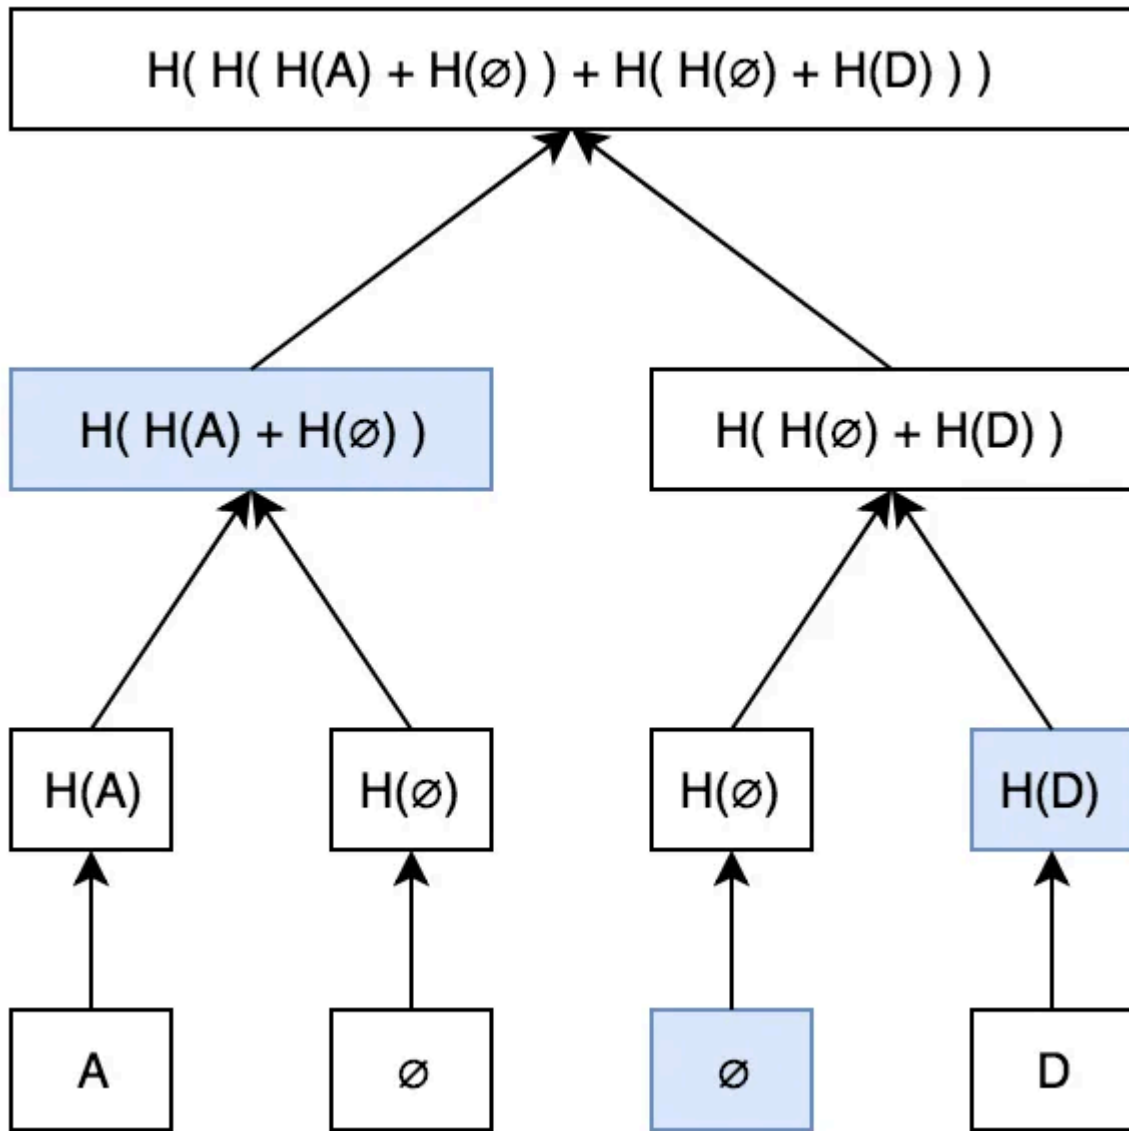 H( H( H(A) + H(∅) ) + H( H(∅) + H(D) ) )
H( H(A) + H(∅) )
H( H(∅) + H(D) )
H(A)
H(∅)
H(∅)
H(D)
A
∅
∅
D